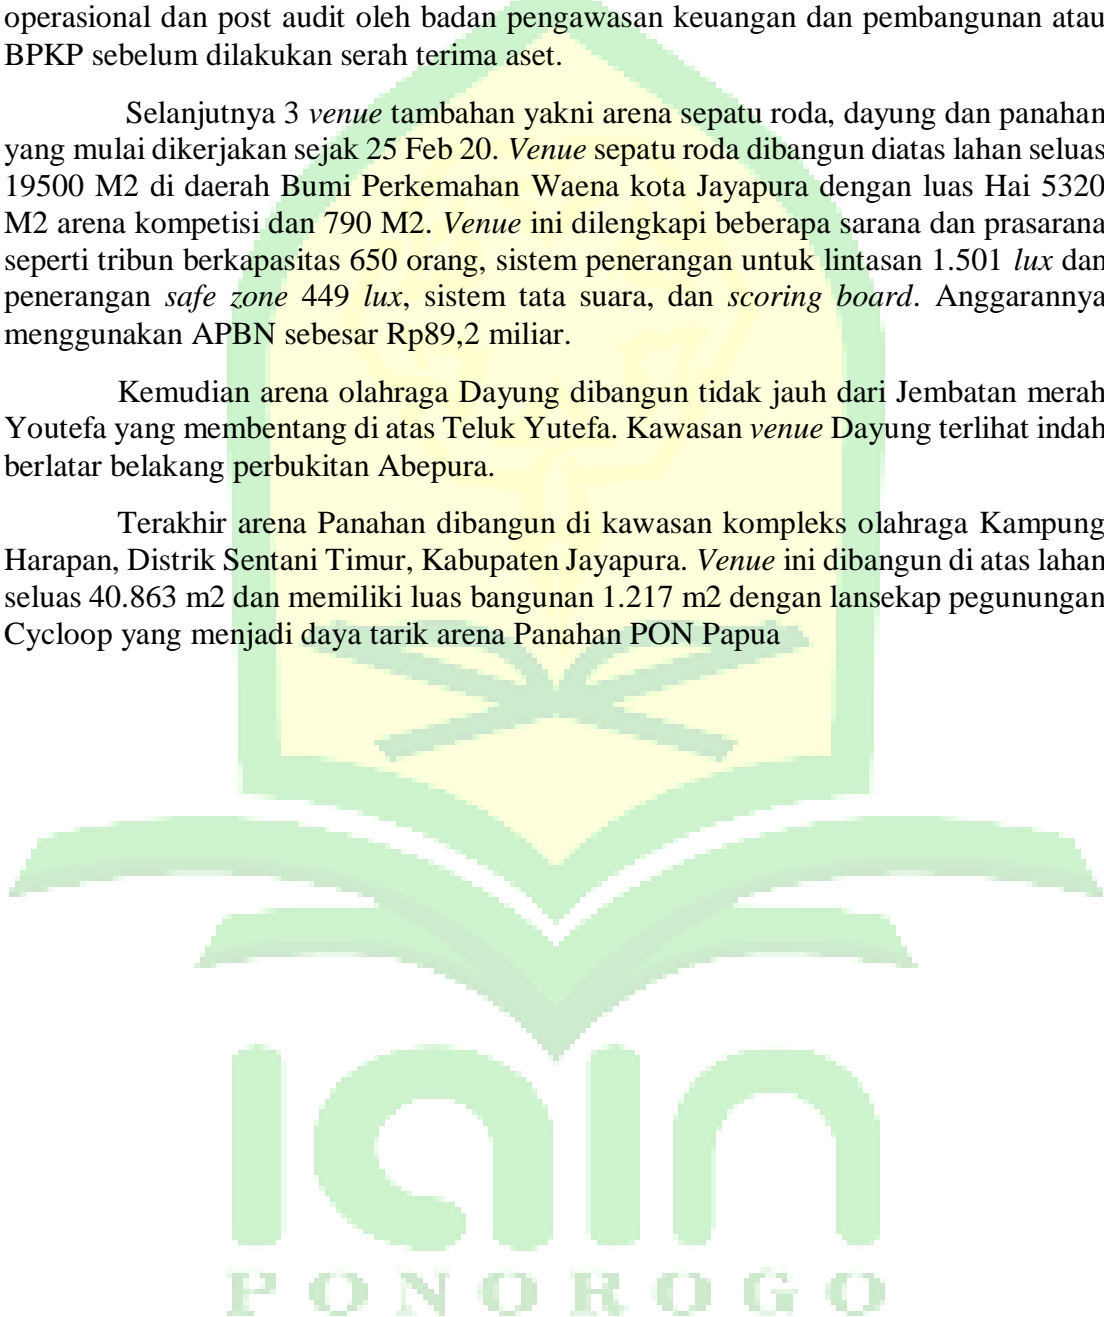 operasional dan post audit oleh badan pengawasan keuangan dan pembangunan atau
BPKP sebelum dilakukan serah terima aset.
Selanjutnya 3 venue tambahan yakni arena sepatu roda, dayung dan panahan
yang mulai dikerjakan sejak 25 Feb 20. Venue sepatu roda dibangun diatas lahan seluas
19500 M2 di daerah Bumi Perkemahan Waena kota Jayapura dengan luas Hai 5320
M2 arena kompetisi dan 790 M2. Venue ini dilengkapi beberapa sarana dan prasarana
seperti tribun berkapasitas 650 orang, sistem penerangan untuk lintasan 1.501 lux dan
penerangan safe zone 449 lux, sistem tata suara, dan scoring board. Anggarannya
menggunakan APBN sebesar Rp89,2 miliar.
Kemudian arena olahraga Dayung dibangun tidak jauh dari Jembatan merah
Youtefa yang membentang di atas Teluk Yutefa. Kawasan venue Dayung terlihat indah
berlatar belakang perbukitan Abepura.
Terakhir arena Panahan dibangun di kawasan kompleks olahraga Kampung
Harapan, Distrik Sentani Timur, Kabupaten Jayapura. Venue ini dibangun di atas lahan
seluas 40.863 m2 dan memiliki luas bangunan 1.217 m2 dengan lansekap pegunungan
Cycloop yang menjadi daya tarik arena Panahan PON Papua
iain
PONOROGO